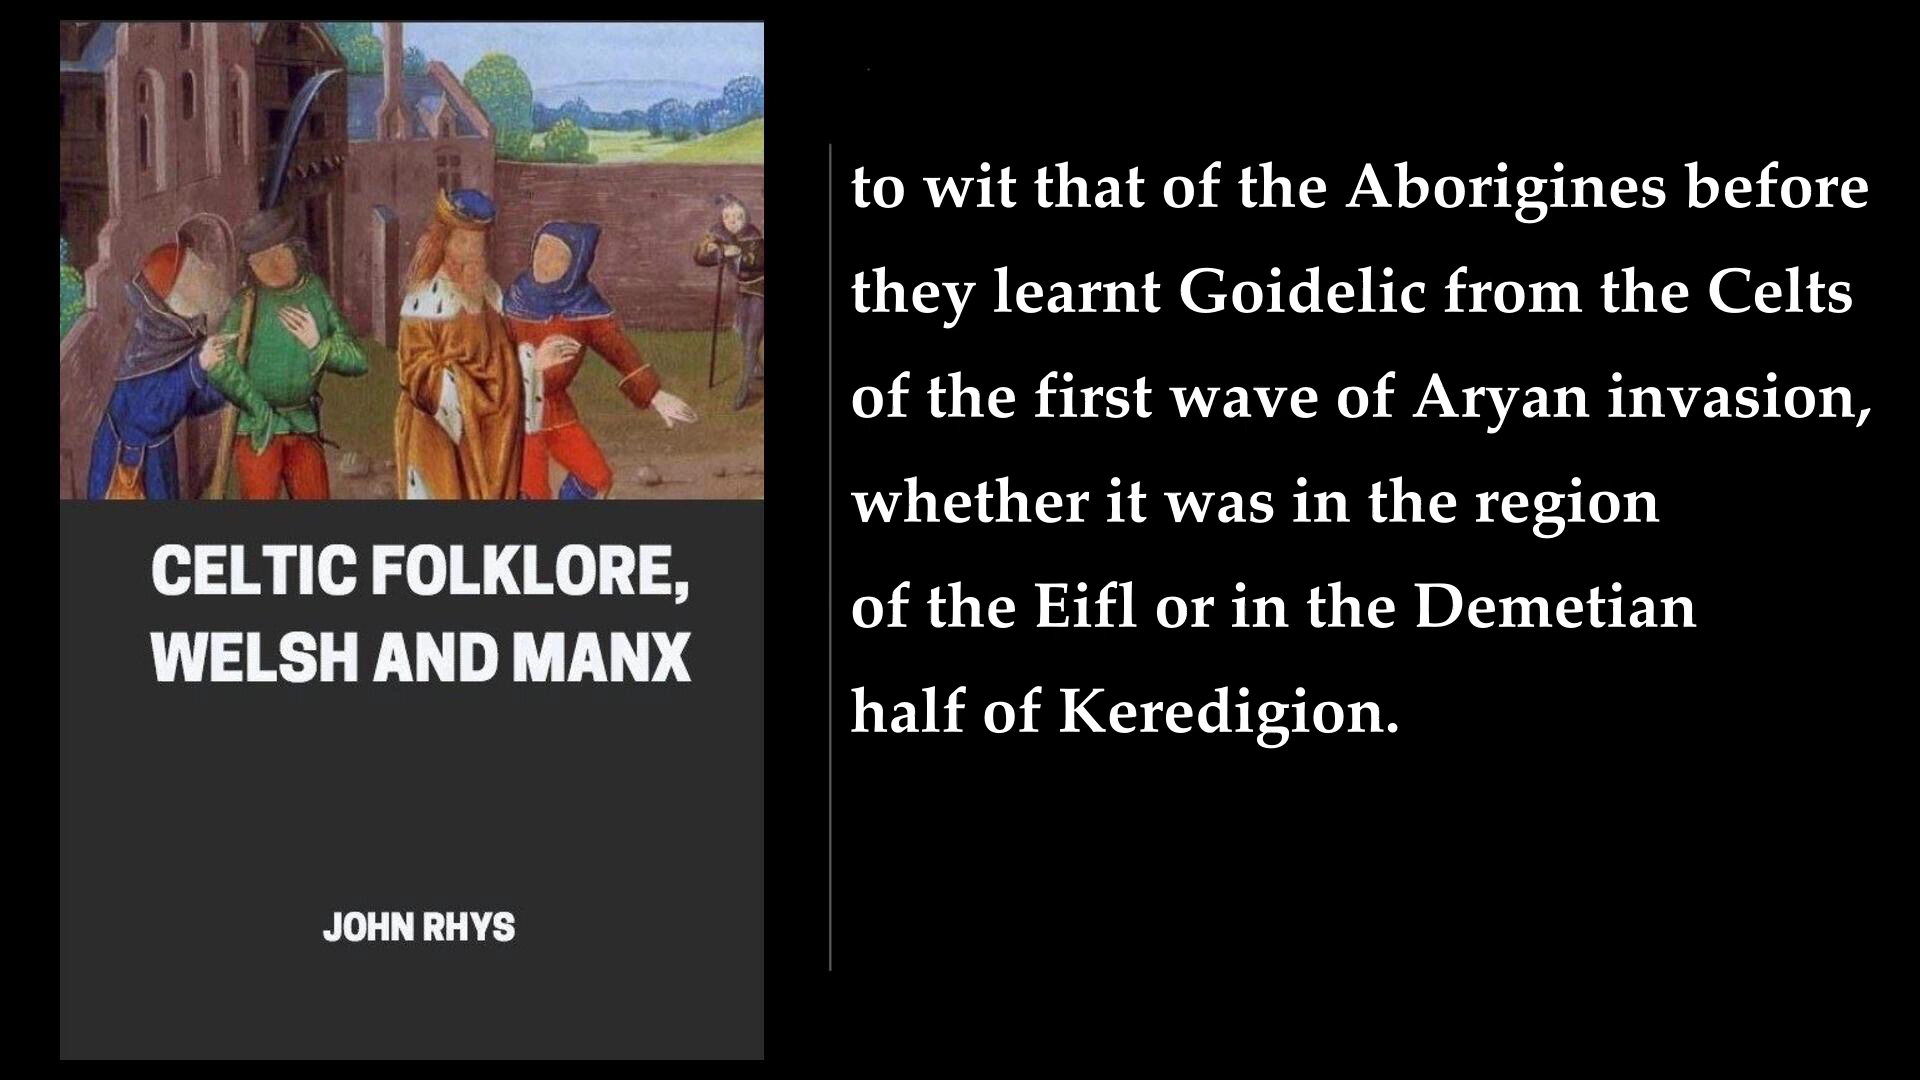 CELTIC FOLKLORE,
WELSH AND MANX
JOHN RHYS
to wit that of the Aborigines before
they learnt Goidelic from the Celts
of the first wave of Aryan invasion,
whether it was in the region
of the Eifl or in the Demetian
half of Keredigion.